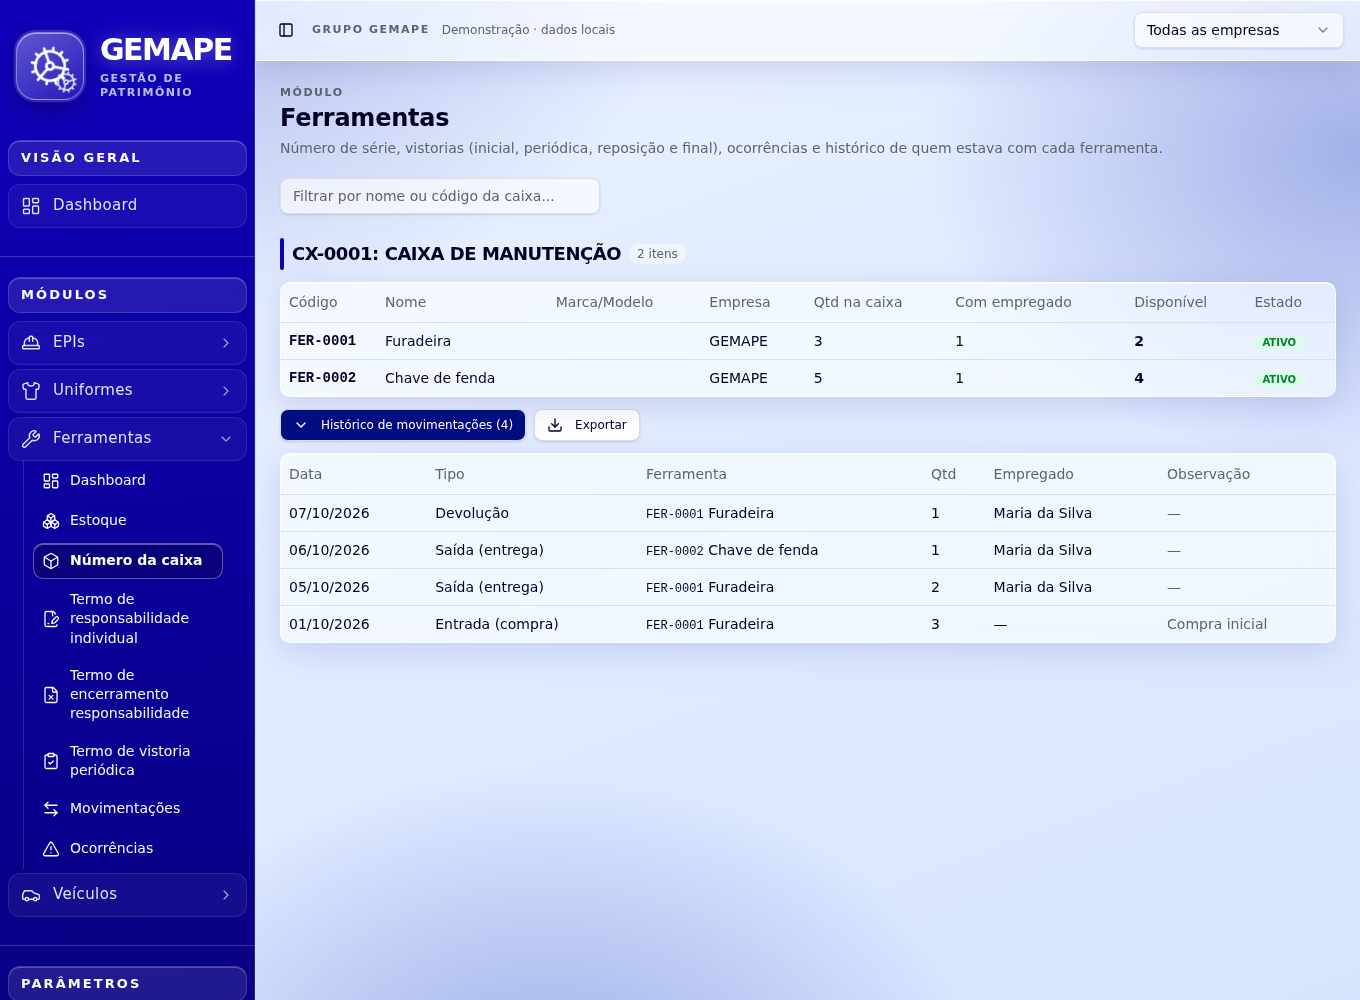 GEMAPE
GESTÃO DE
PATRIMÔNIO
VISÃO GERAL
Dashboard
MÓDULOS
EPIs
Uniformes
Ferramentas
Dashboard
Estoque
Número da caixa
Termo de
responsabilidade
individual
Termo de
encerramento
responsabilidade
Termo de vistoria
periódica
Movimentações
Ocorrências
Veículos
PARÂMETROS
GRUPO GEMAPE Demonstração · dados locais Todas as empresas
MÓDULO
Ferramentas
Número de série, vistorias (inicial, periódica, reposição e final), ocorrências e histórico de quem estava com cada ferramenta.
Filtrar por nome ou código da caixa...
CX-0001: CAIXA DE MANUTENÇÃO 2 itens
Código Nome Marca/Modelo Empresa Qtd na caixa Com empregado Disponível Estado
FER-0001 Furadeira GEMAPE 3 1 2 ATIVO
FER-0002 Chave de fenda GEMAPE 5 1 4 ATIVO
Histórico de movimentações (4) Exportar
Data Tipo Ferramenta Qtd Empregado Observação
07/10/2026 Devolução FER-0001 Furadeira 1 Maria da Silva —
06/10/2026 Saída (entrega) FER-0002 Chave de fenda 1 Maria da Silva —
05/10/2026 Saída (entrega) FER-0001 Furadeira 2 Maria da Silva —
01/10/2026 Entrada (compra) FER-0001 Furadeira 3 — Compra inicial